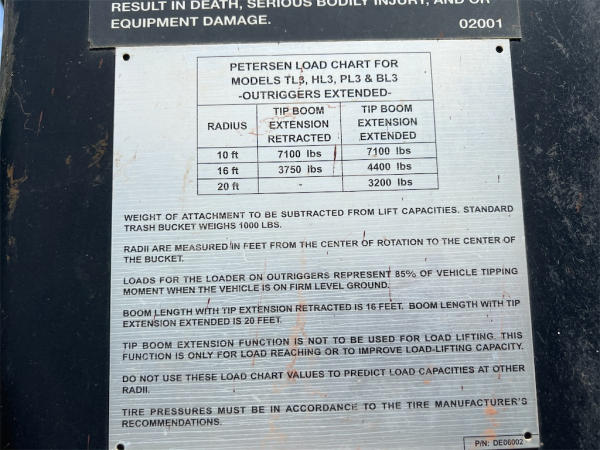 RESULT IN DEATH, SERIOUS BODILY INJURY, AND OR
EQUIPMENT DAMAGE. 02001
PETERSEN LOAD CHART FOR
MODELS TL3, HL3, PL3 & BL3
-OUTRIGGERS EXTENDED-
RADIUS TIP BOOM EXTENSION RETRACTED TIP BOOM EXTENSION EXTENDED
10 ft 7100 lbs 7100 lbs
16 ft 3750 lbs 4400 lbs
20 ft -- 3200 lbs
WEIGHT OF ATTACHMENT TO BE SUBTRACTED FROM LIFT CAPACITIES. STANDARD
TRASH BUCKET WEIGHS 1000 LBS.
RADII ARE MEASURED IN FEET FROM THE CENTER OF ROTATION TO THE CENTER OF
THE BUCKET.
LOADS FOR THE LOADER ON OUTRIGGERS REPRESENT 85% OF VEHICLE TIPPING
MOMENT WHEN THE VEHICLE IS ON FIRM LEVEL GROUND.
BOOM LENGTH WITH TIP EXTENSION RETRACTED IS 16 FEET. BOOM LENGTH WITH TIP
EXTENSION EXTENDED IS 20 FEET.
TIP BOOM EXTENSION FUNCTION IS NOT TO BE USED FOR LOAD LIFTING. THIS
FUNCTION IS ONLY FOR LOAD REACHING OR TO IMPROVE LOAD-LIFTING CAPACITY.
DO NOT USE THESE LOAD CHART VALUES TO PREDICT LOAD CAPACITIES AT OTHER
RADII.
TIRE PRESSURES MUST BE IN ACCORDANCE TO THE TIRE MANUFACTURER'S
RECOMMENDATIONS.
P/N: DE06002